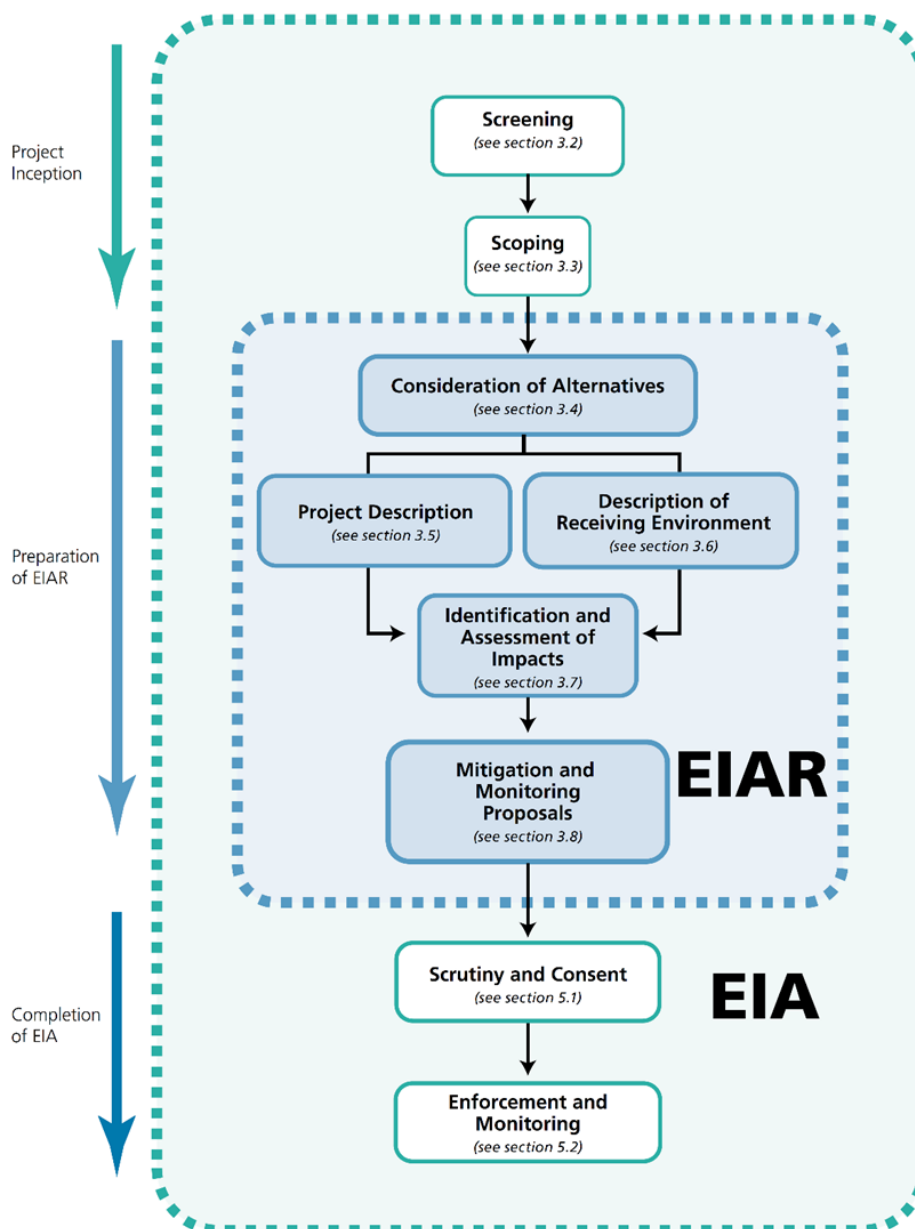 Screening
(see section 3.2)
Project
Inception
Scoping
(see section 3.3)
Consideration of Alternatives
(see section 3.4)
Project Description
(see section 3.5)
Description of
Receiving Environment
(see section 3.6)
Preparation
of EIAR
Identification and
Assessment of
Impacts
(see section 3.7)
Mitigation and
Monitoring
Proposals
(see section 3.8)
EIAR
Scrutiny and Consent
(see section 5.1)
EIA
Completion
of EIA
Enforcement and
Monitoring
(see section 5.2)